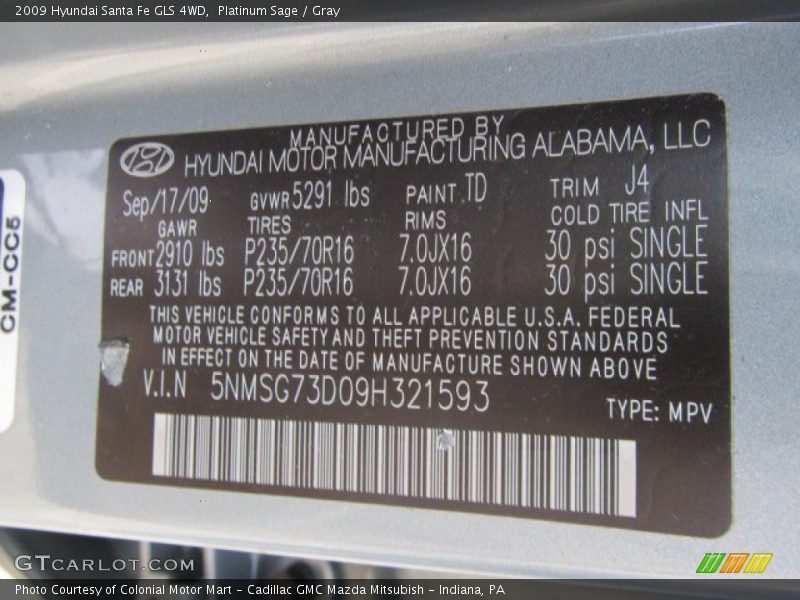 2009 Hyundai Santa Fe GLS 4WD, Platinum Sage / Gray
MANUFACTURED BY
HYUNDAI MOTOR MANUFACTURING ALABAMA, LLC
Sep/17/09 GVWR 5291 lbs PAINT TD TRIM J4
GAWR TIRES RIMS COLD TIRE INFL
FRONT 2910 lbs P235/70R16 7.0JX16 30 psi SINGLE
REAR 3131 lbs P235/70R16 7.0JX16 30 psi SINGLE
THIS VEHICLE CONFORMS TO ALL APPLICABLE U.S.A. FEDERAL
MOTOR VEHICLE SAFETY AND THEFT PREVENTION STANDARDS
IN EFFECT ON THE DATE OF MANUFACTURE SHOWN ABOVE
V.I.N 5NMSG73D09H321593
TYPE: MPV
CM-CC5
GTCARLOT.COM
Photo Courtesy of Colonial Motor Mart - Cadillac GMC Mazda Mitsubish - Indiana, PA